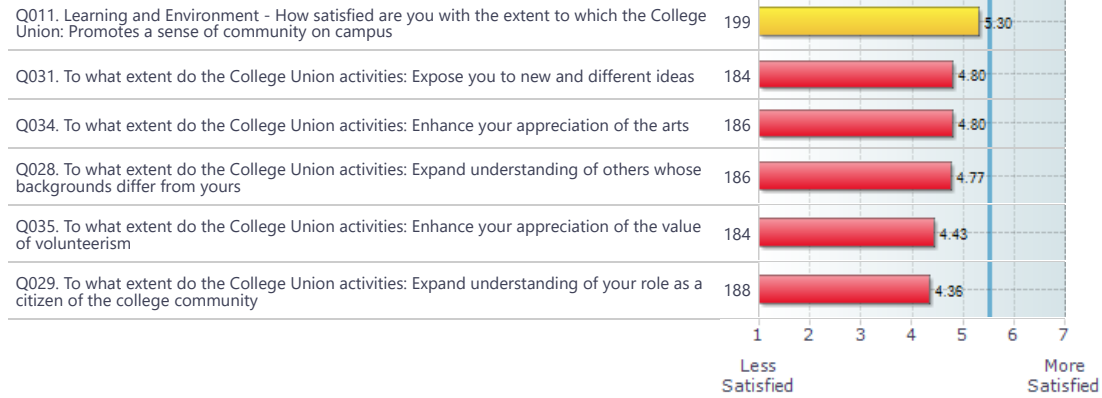 Q011. Learning and Environment - How satisfied are you with the extent to which the College
Union: Promotes a sense of community on campus
199
5.30
Q031. To what extent do the College Union activities: Expose you to new and different ideas
184
4.80
Q034. To what extent do the College Union activities: Enhance your appreciation of the arts
186
4.80
Q028. To what extent do the College Union activities: Expand understanding of others whose
backgrounds differ from yours
186
4.77
Q035. To what extent do the College Union activities: Enhance your appreciation of the value
of volunteerism
184
4.43
Q029. To what extent do the College Union activities: Expand understanding of your role as a
citizen of the college community
188
4.36
1 2 3 4 5 6 7
Less
Satisfied
More
Satisfied